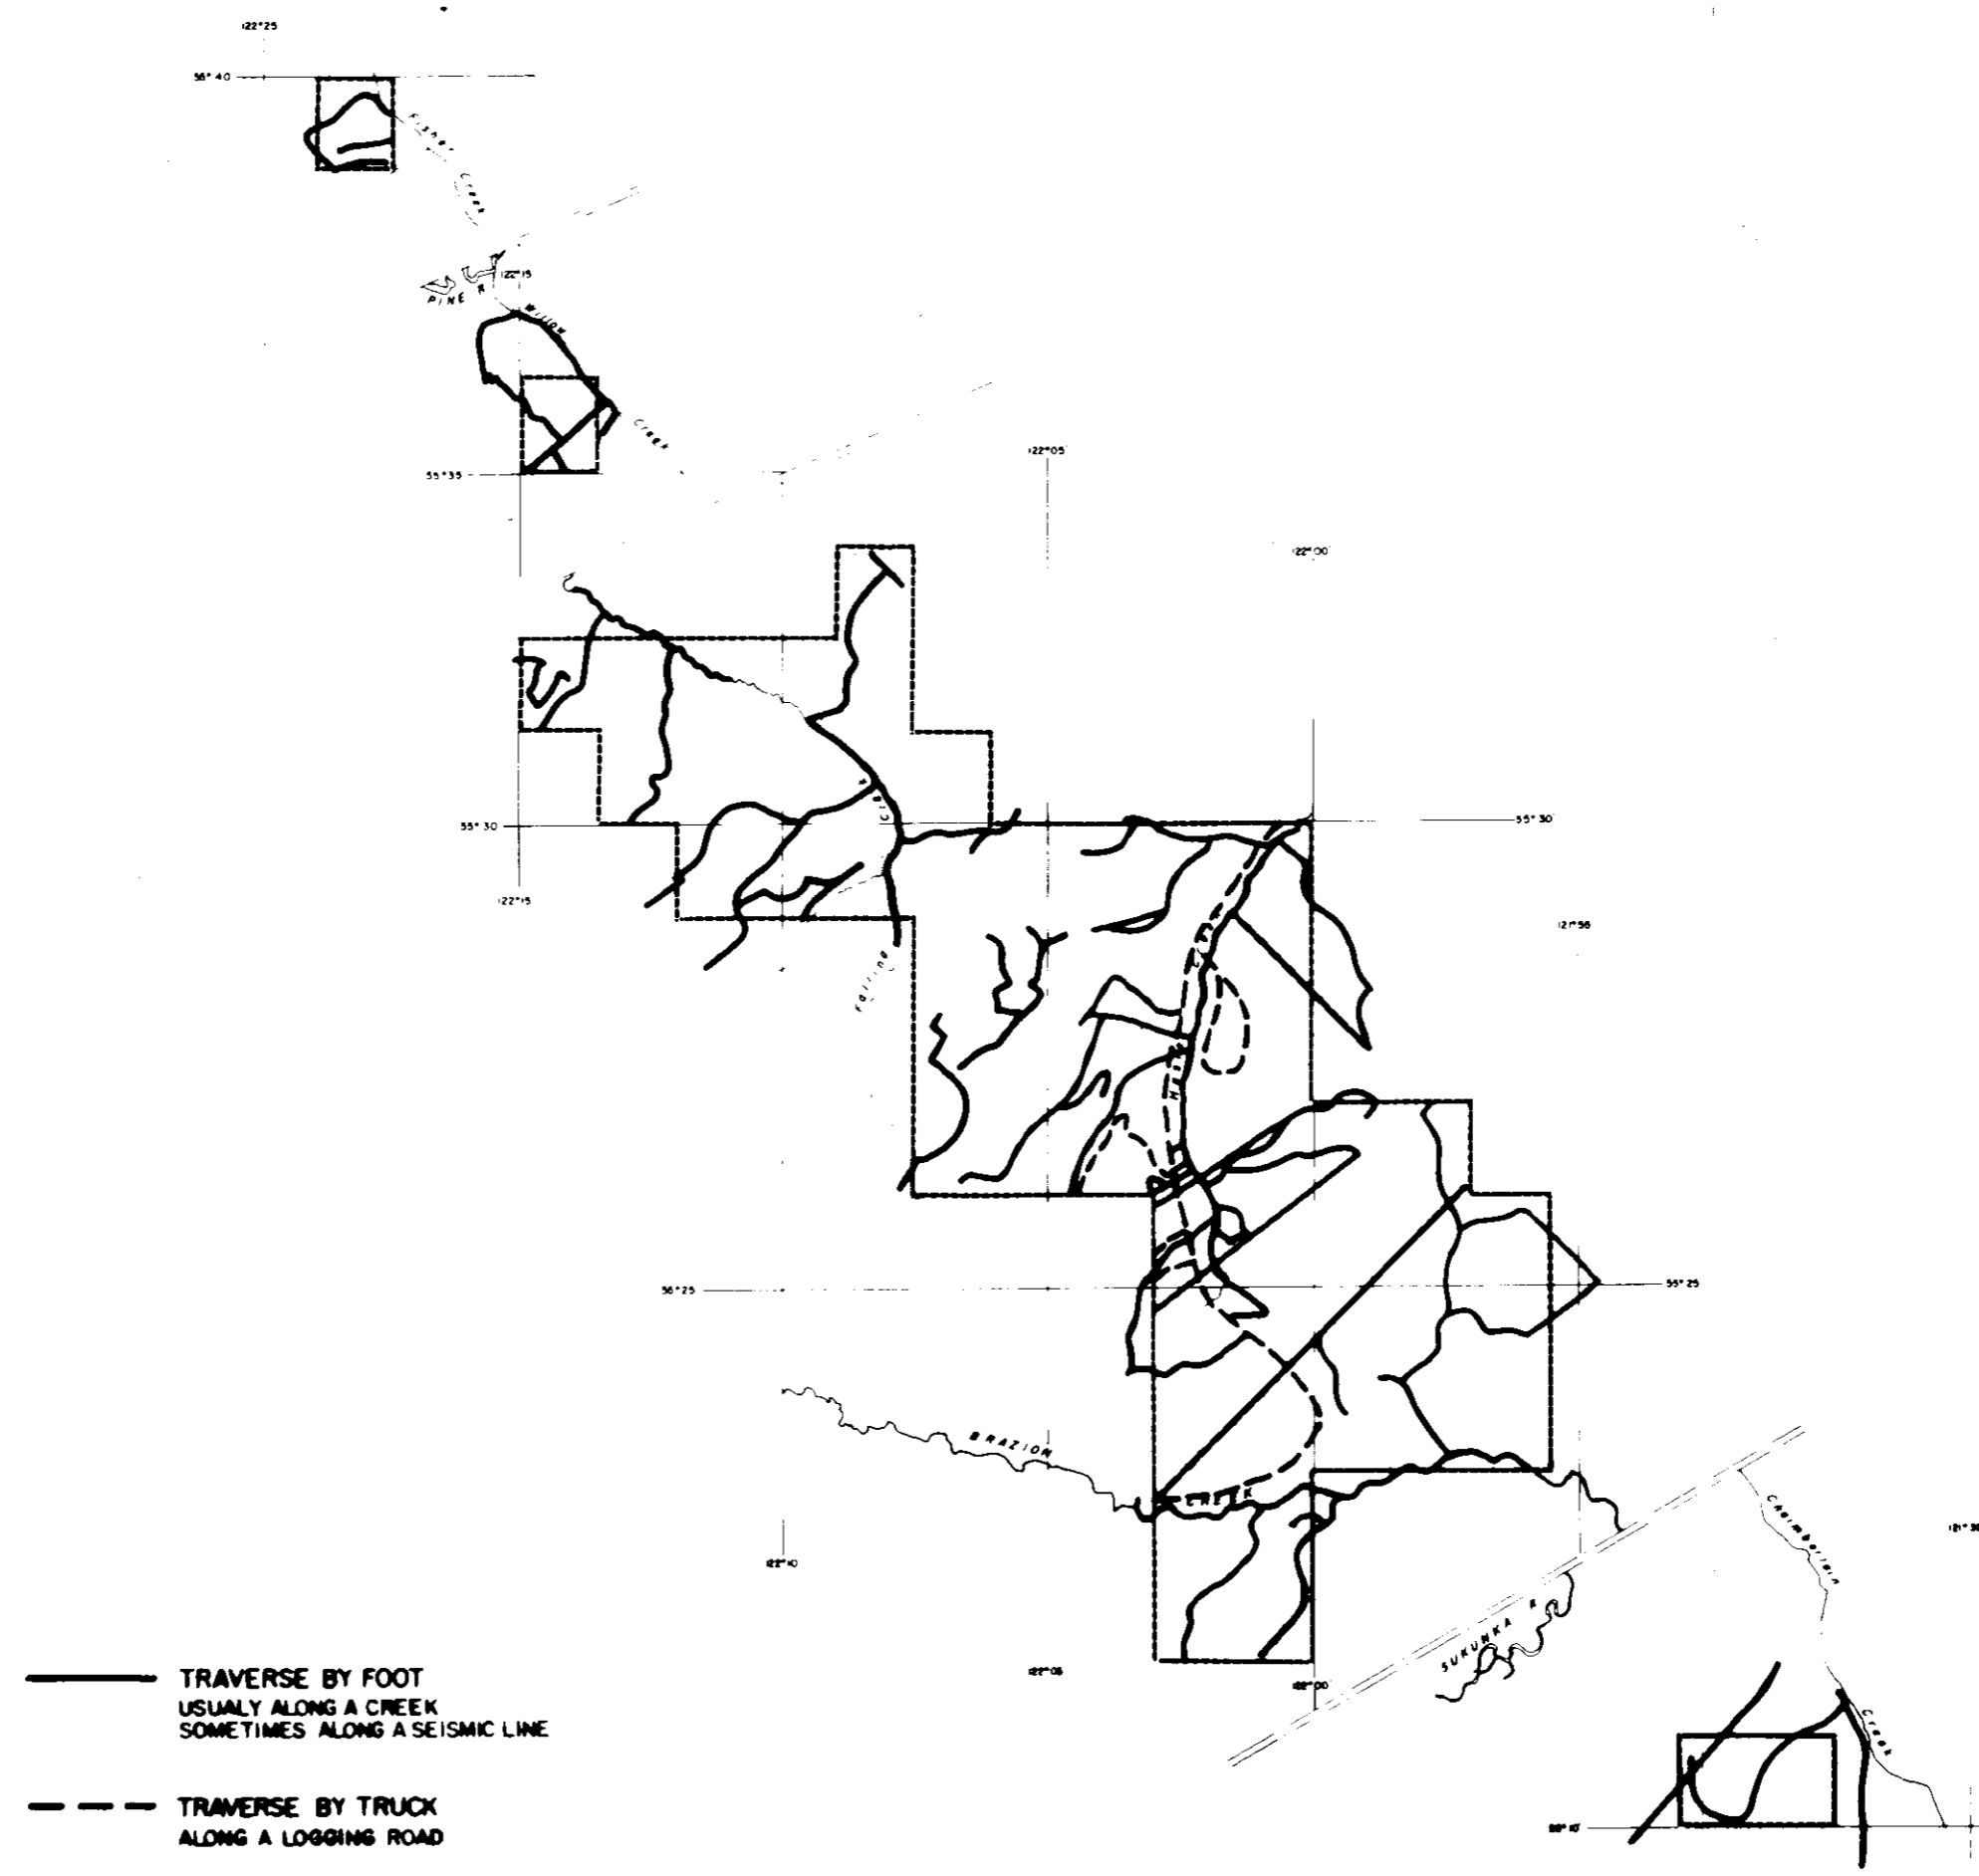 122°25
55°40
Fisher
Creek
122°15
PINE R
Willow
Creek
122°05
55°35
122°00
55°30
55°30
122°15
121°55
Falling
CREEK
55°25
55°25
BRAZION
CREEK
122°10
Chamberlain
SUKUNKA R
122°05
122°00
Creek
TRAVERSE BY FOOT
USUALY ALONG A CREEK
SOMETIMES ALONG A SEISMIC LINE
TRAVERSE BY TRUCK
ALONG A LOGGING ROAD